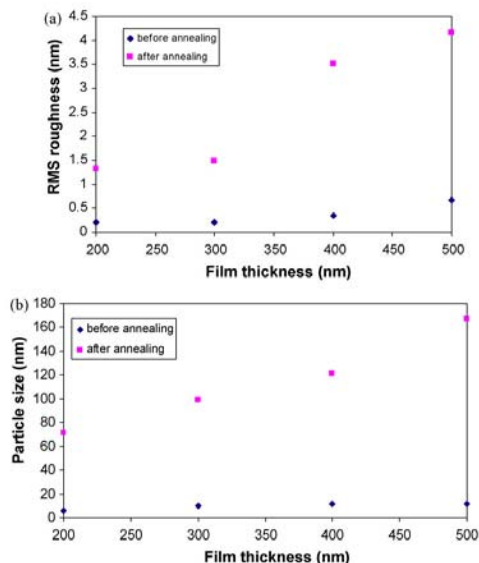 (a)
4.5
4
3.5
3
2.5
2
1.5
1
0.5
0
RMS roughness (nm)
before annealing
after annealing
200 250 300 350 400 450 500
Film thickness (nm)
(b)
180
160
140
120
100
80
60
40
20
0
Particle size (nm)
before annealing
after annealing
200 250 300 350 400 450 500
Film thickness (nm)